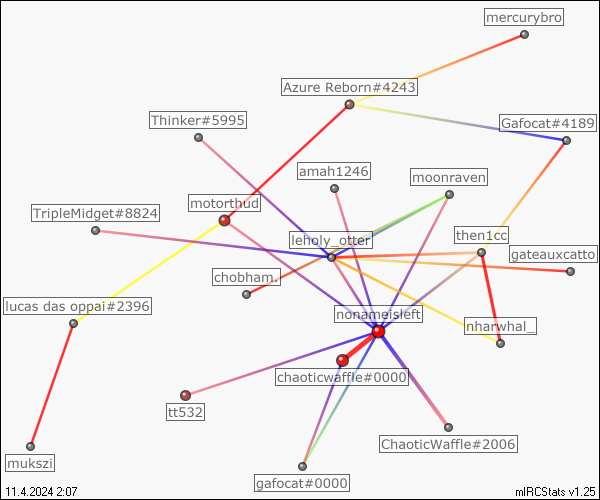 mercurybro
Azure Reborn#4243
Thinker#5995
Gafocat#4189
amah1246
moonraven
motorthud
TripleMidget#8824
leholy_otter
then1cc
gateauxcatto
chobham.
lucas das oppai#2396
nonameisleft
nharwhal_
chaoticwaffle#0000
tt532
ChaoticWaffle#2006
mukszi
gafocat#0000
11.4.2024 2:07
mIRCStats v1.25